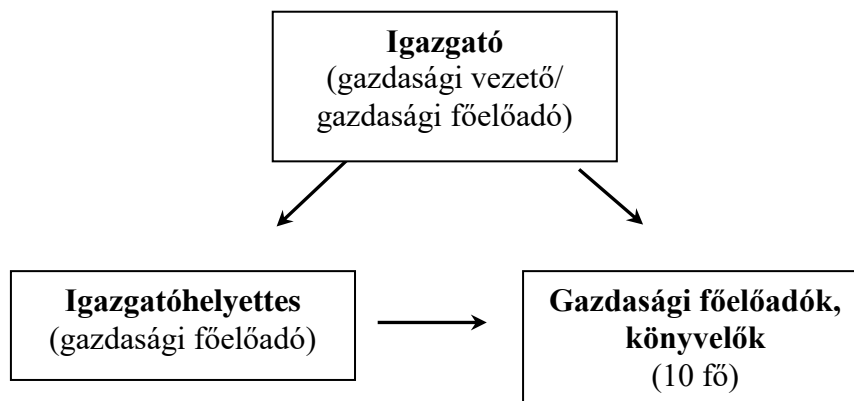 Igazgató
(gazdasági vezető/
gazdasági főelőadó)
Igazgatóhelyettes
(gazdasági főelőadó)
Gazdasági főelőadók,
könyvelők
(10 fő)